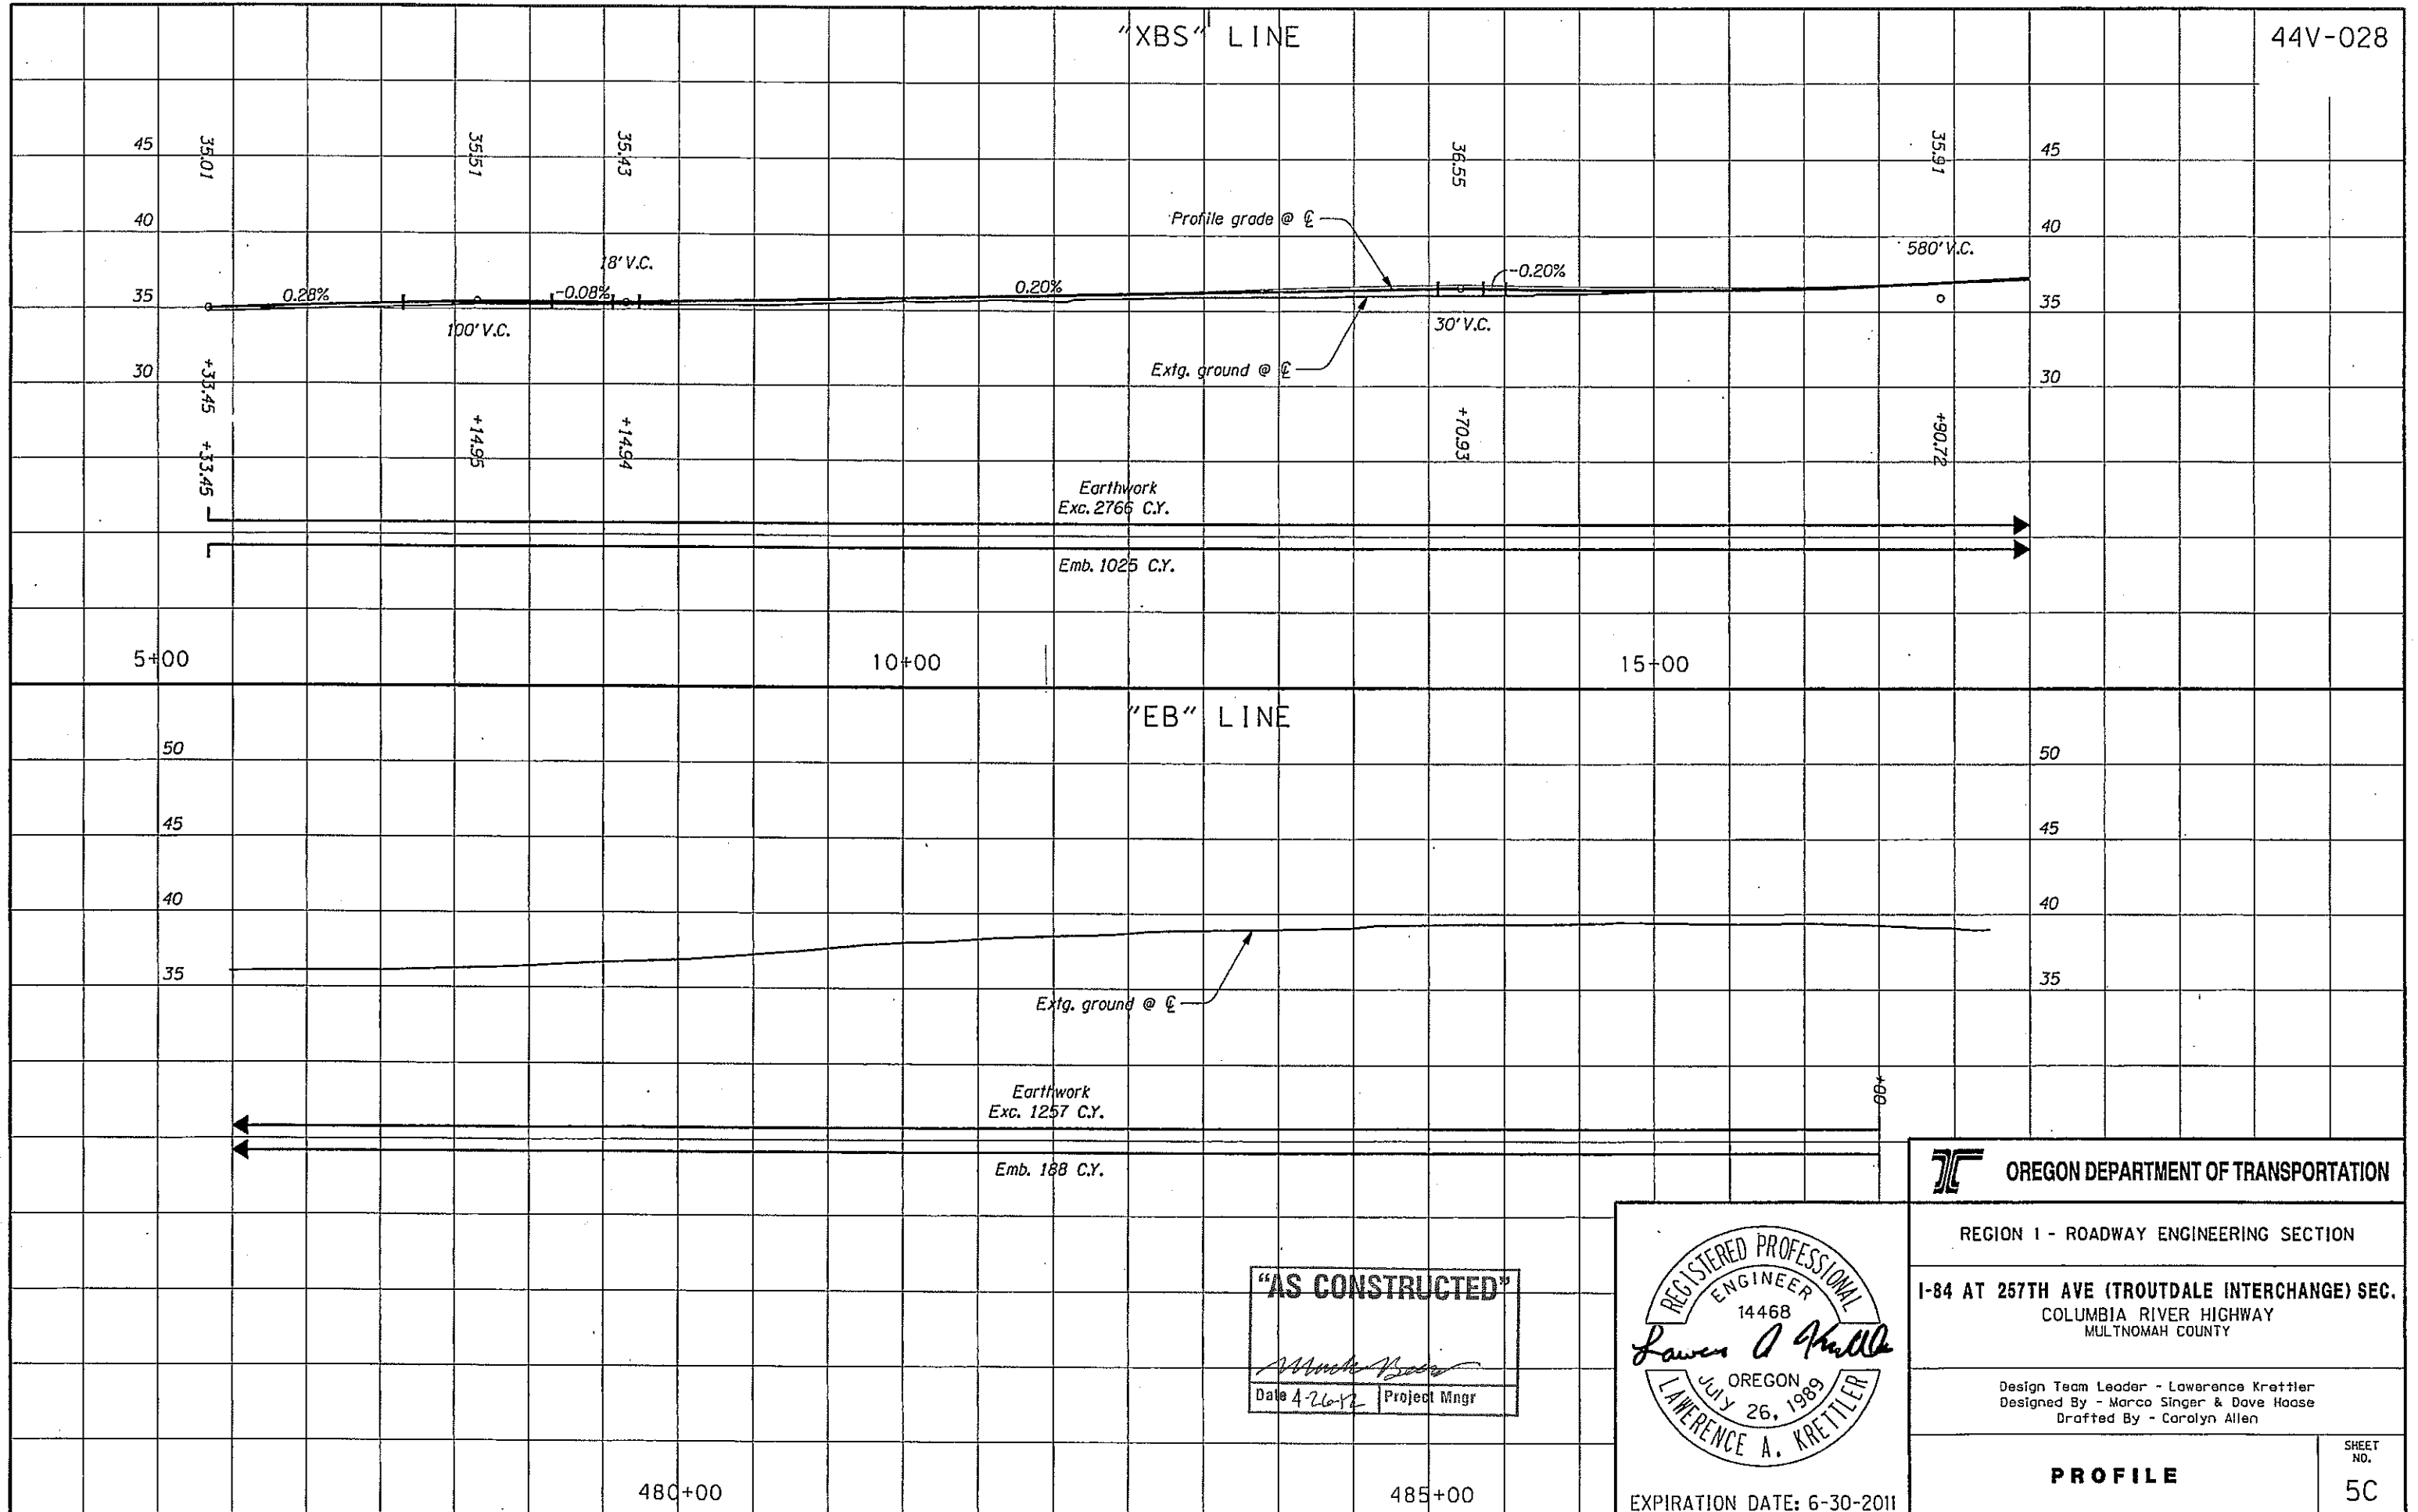 "XBS" LINE
44V-028
45
35.01
35.51
35.43
36.55
35.91
45
40
Profile grade @ ℄
40
18' V.C.
580' V.C.
35
0.28%
-0.08%
0.20%
-0.20%
35
100' V.C.
30' V.C.
30
Extg. ground @ ℄
30
+33.45
+33.45
+14.95
+14.94
+70.93
+90.72
Earthwork
Exc. 2766 C.Y.
Emb. 1025 C.Y.
5+00
10+00
15+00
"EB" LINE
50
50
45
45
40
40
35
35
Extg. ground @ ℄
+00
Earthwork
Exc. 1257 C.Y.
Emb. 188 C.Y.
480+00
485+00
"AS CONSTRUCTED"
Date 4-26-12
Project Mngr
REGISTERED PROFESSIONAL
ENGINEER
14468
OREGON
July 26, 1989
LAWERENCE A. KRETTLER
EXPIRATION DATE: 6-30-2011
OREGON DEPARTMENT OF TRANSPORTATION
REGION 1 - ROADWAY ENGINEERING SECTION
I-84 AT 257TH AVE (TROUTDALE INTERCHANGE) SEC.
COLUMBIA RIVER HIGHWAY
MULTNOMAH COUNTY
Design Team Leader - Lawerence Krettler
Designed By - Marco Singer & Dave Haase
Drafted By - Carolyn Allen
PROFILE
SHEET
NO.
5C